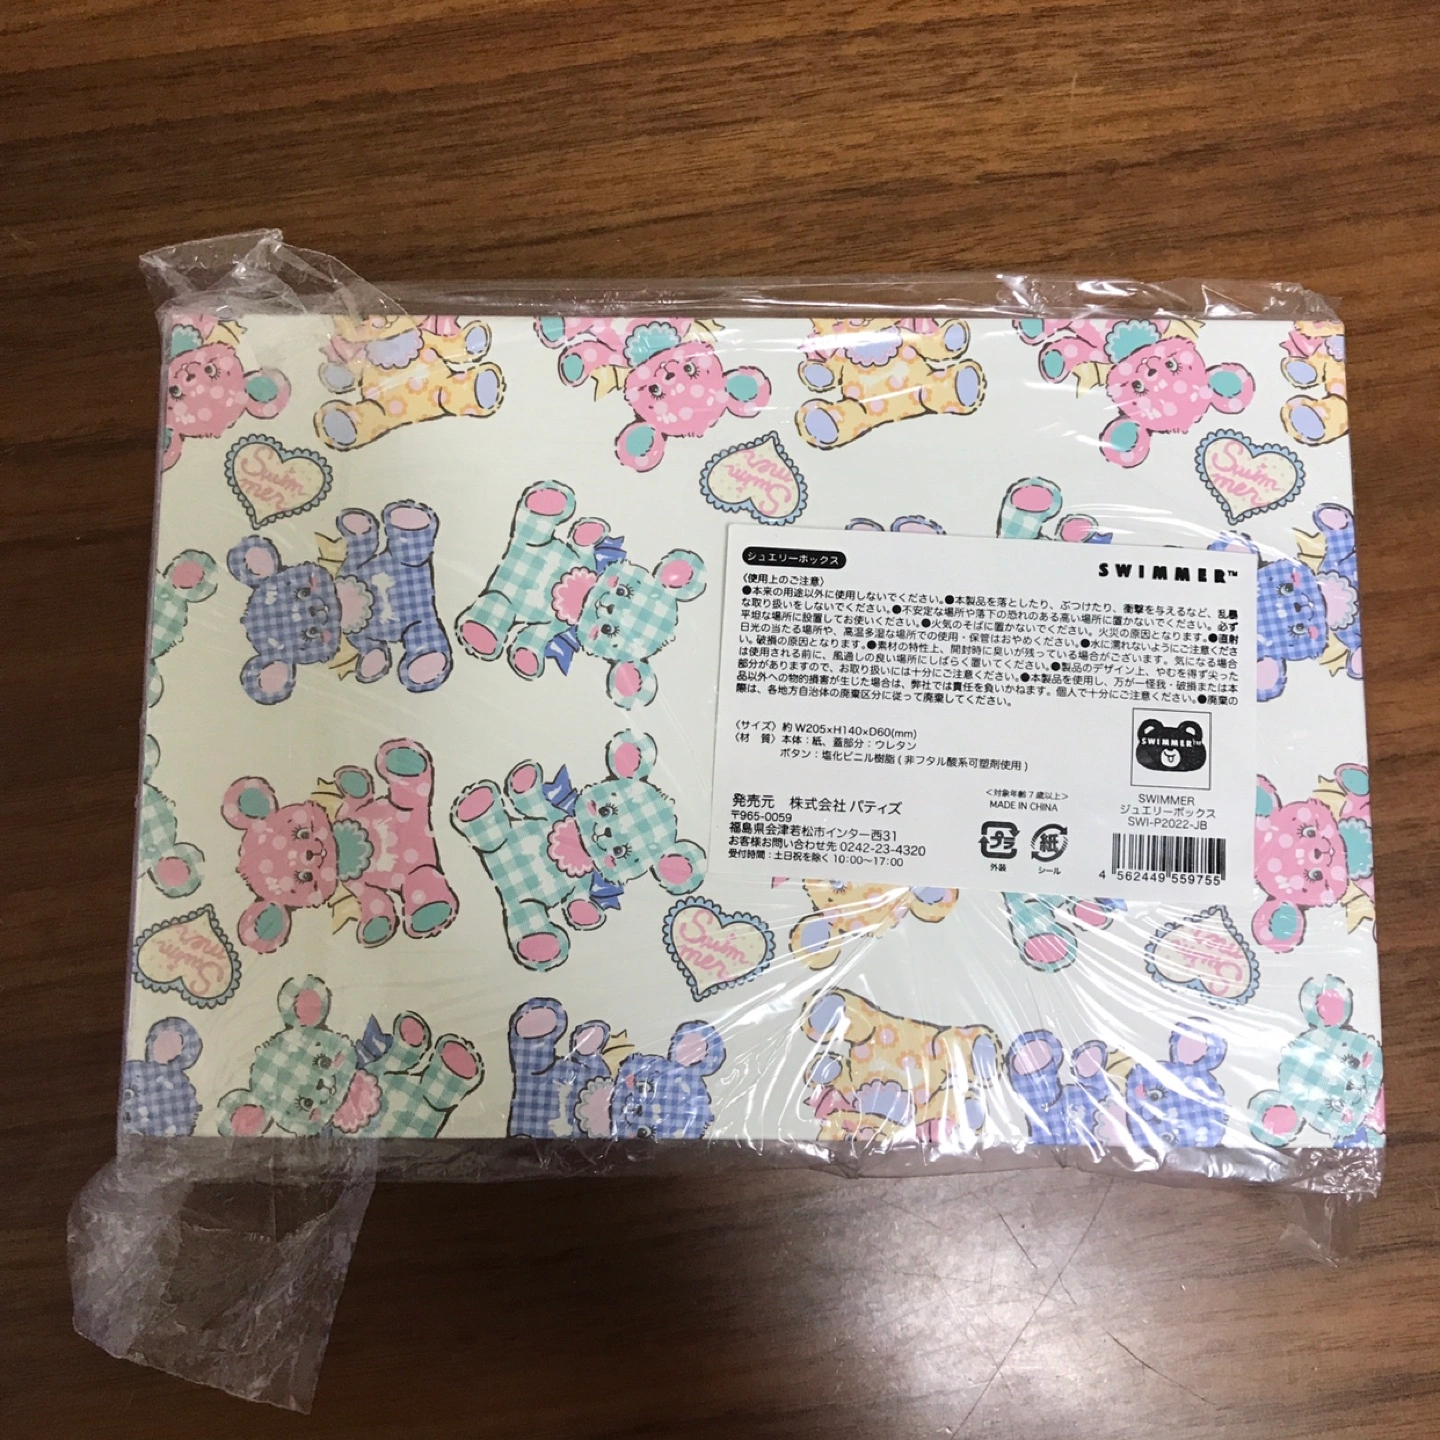 Swim
mer
Swim
mer
Swim
mer
ジュエリーボックス
SWIMMER™
〈使用上のご注意〉
●本来の用途以外に使用しないでください。●本製品を落としたり、ぶつけたり、衝撃を与えるなど、乱暴
な取り扱いをしないでください。●不安定な場所や落下の恐れのある高い場所に置かないでください。必ず
平坦な場所に設置してお使いください。●火気のそばに置かないでください。火災の原因となります。●直射
日光の当たる場所や、高温多湿な場所での使用・保管はおやめください。●水に濡れないようにご注意くださ
い。破損の原因となります。●素材の特性上、開封時に臭いが残っている場合がございます。気になる場合
は使用される前に、風通しの良い場所にしばらく置いてください。●製品のデザイン上、やむを得ず尖った
部分がありますので、お取り扱いには十分にご注意ください。●本製品を使用し、万が一怪我・破損または本
品以外への物的損害が生じた場合は、弊社では責任を負いかねます。個人で十分にご注意ください。●廃棄の
際は、各地方自治体の廃棄区分に従って廃棄してください。
〈サイズ〉約 W205×H140×D60(mm)
〈材　質〉本体：紙、蓋部分：ウレタン
ボタン：塩化ビニル樹脂 ( 非フタル酸系可塑剤使用 )
SWIMMER
＜対象年齢 7 歳以上＞
MADE IN CHINA
発売元　株式会社 パティズ
〒965-0059
福島県会津若松市インター西31
お客様お問い合わせ先 0242-23-4320
受付時間：土日祝を除く 10:00～17:00
プラ
外装
紙
シール
SWIMMER
ジュエリーボックス
SWI-P2022-JB
4 562449 559755
Swim
mer
Swim
mer
Swim
mer